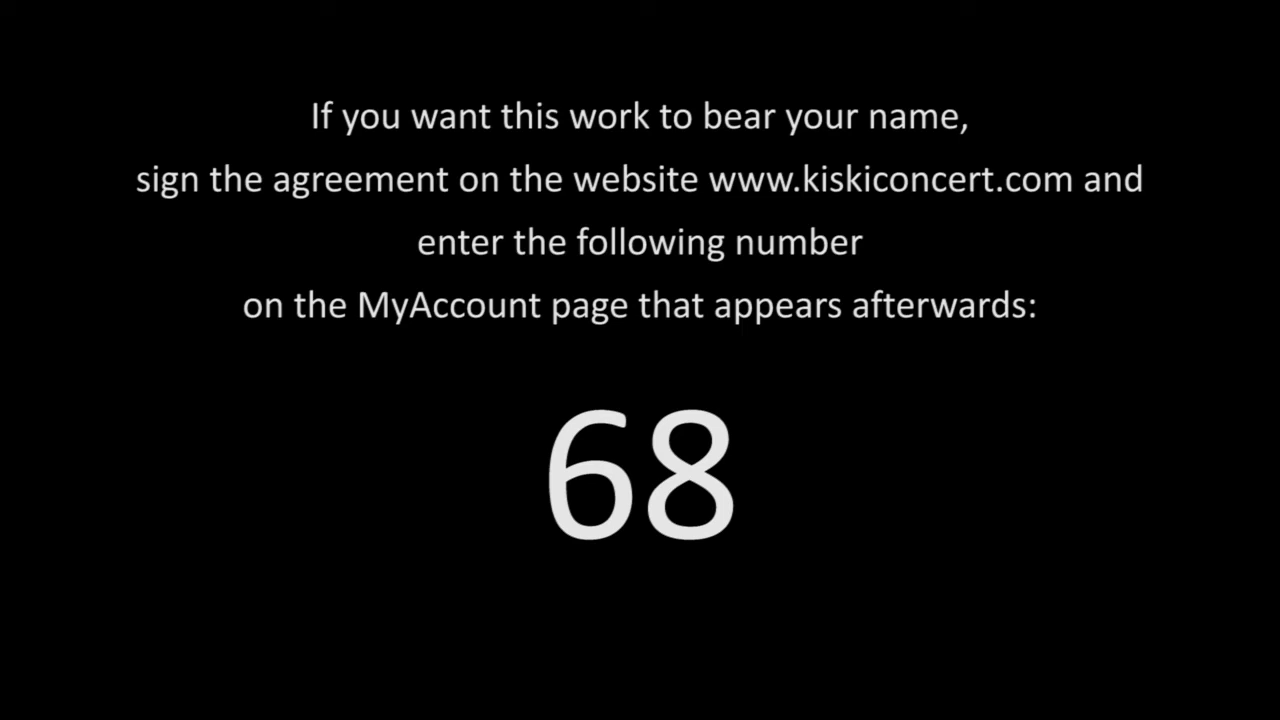 If you want this work to bear your name,
sign the agreement on the website www.kiskiconcert.com and
enter the following number
on the MyAccount page that appears afterwards:
68